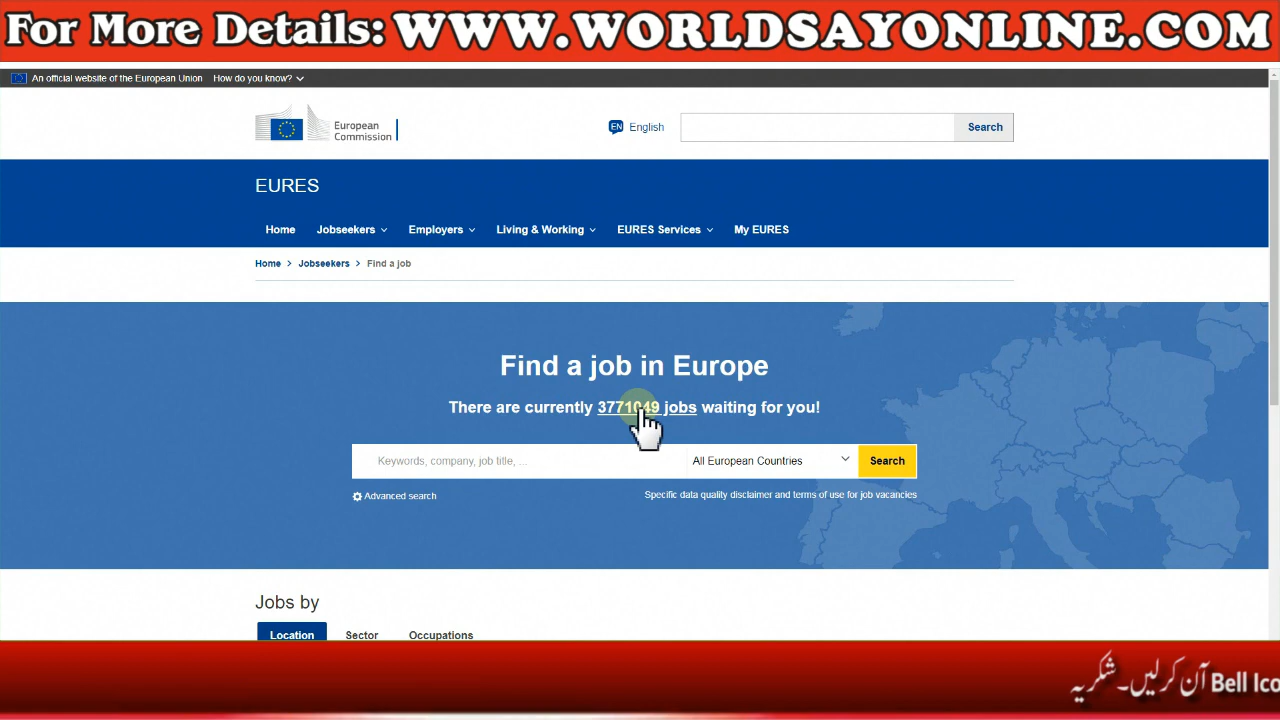 For More Details: WWW.WORLDSAYONLINE.COM
An official website of the European Union How do you know?
European
Commission
EN English
Search
EURES
Home Jobseekers Employers Living & Working EURES Services My EURES
Home > Jobseekers > Find a job
Find a job in Europe
There are currently 3771049 jobs waiting for you!
Keywords, company, job title, ... All European Countries Search
Advanced search Specific data quality disclaimer and terms of use for job vacancies
Jobs by
Location Sector Occupations
Bell Ico آن کرلیں۔شکریہ